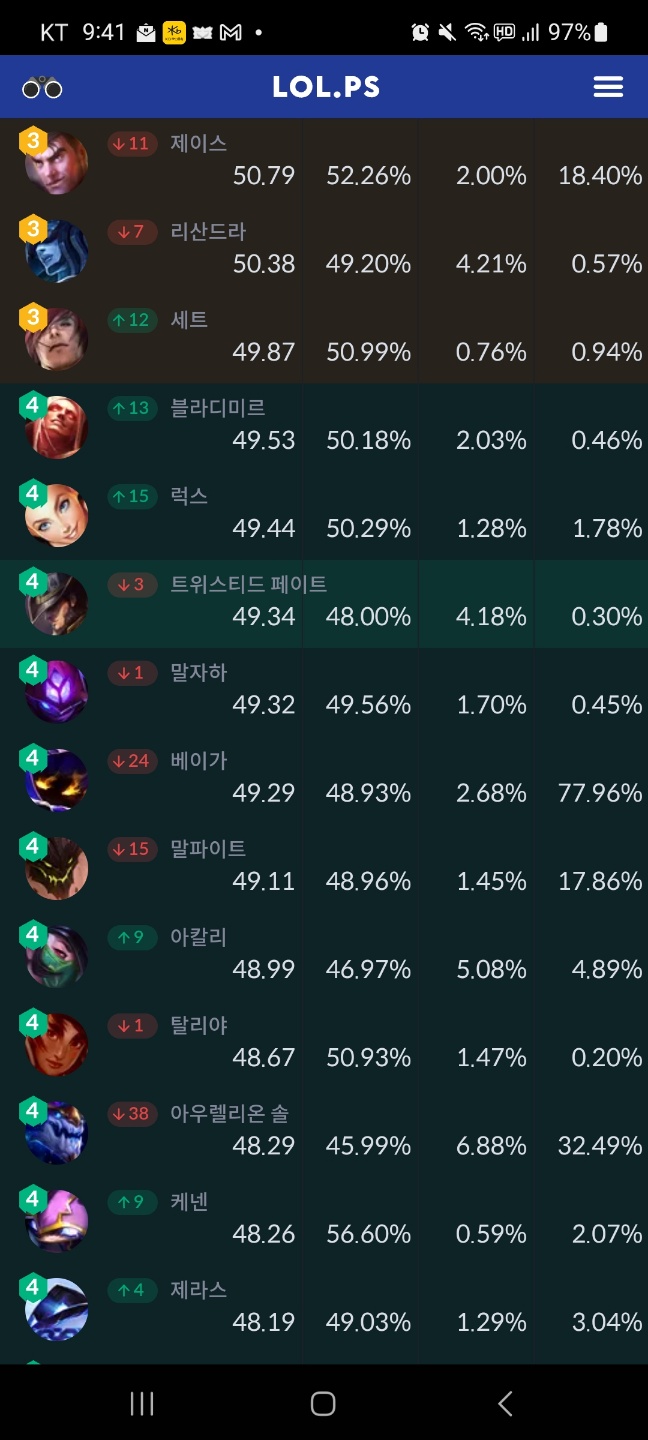 KT 9:41 97%
LOL.PS
3 ↓11 제이스
50.79 52.26% 2.00% 18.40%
3 ↓7 리산드라
50.38 49.20% 4.21% 0.57%
3 ↑12 세트
49.87 50.99% 0.76% 0.94%
4 ↑13 블라디미르
49.53 50.18% 2.03% 0.46%
4 ↑15 럭스
49.44 50.29% 1.28% 1.78%
4 ↓3 트위스티드 페이트
49.34 48.00% 4.18% 0.30%
4 ↓1 말자하
49.32 49.56% 1.70% 0.45%
4 ↓24 베이가
49.29 48.93% 2.68% 77.96%
4 ↓15 말파이트
49.11 48.96% 1.45% 17.86%
4 ↑9 아칼리
48.99 46.97% 5.08% 4.89%
4 ↓1 탈리야
48.67 50.93% 1.47% 0.20%
4 ↓38 아우렐리온 솔
48.29 45.99% 6.88% 32.49%
4 ↑9 케넨
48.26 56.60% 0.59% 2.07%
4 ↑4 제라스
48.19 49.03% 1.29% 3.04%